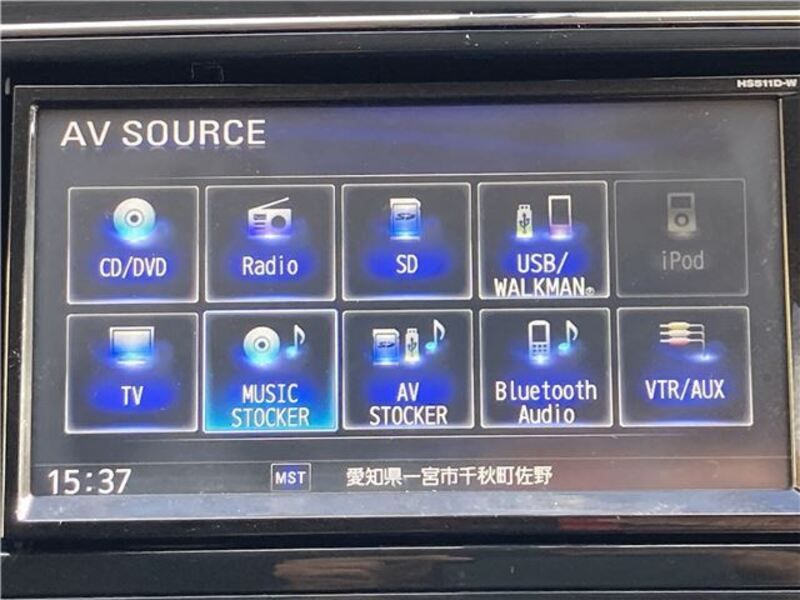 HS511D-W
AV SOURCE
CD/DVD
Radio
SD
USB/
WALKMAN
iPod
TV
MUSIC
STOCKER
AV
STOCKER
Bluetooth
Audio
VTR/AUX
15:37
MST
愛知県一宮市千秋町佐野